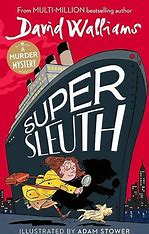 From MULTI-MILLION bestselling author
David Walliams
A
MURDER
MYSTERY
SUPER
SLEUTH
ILLUSTRATED BY ADAM STOWER